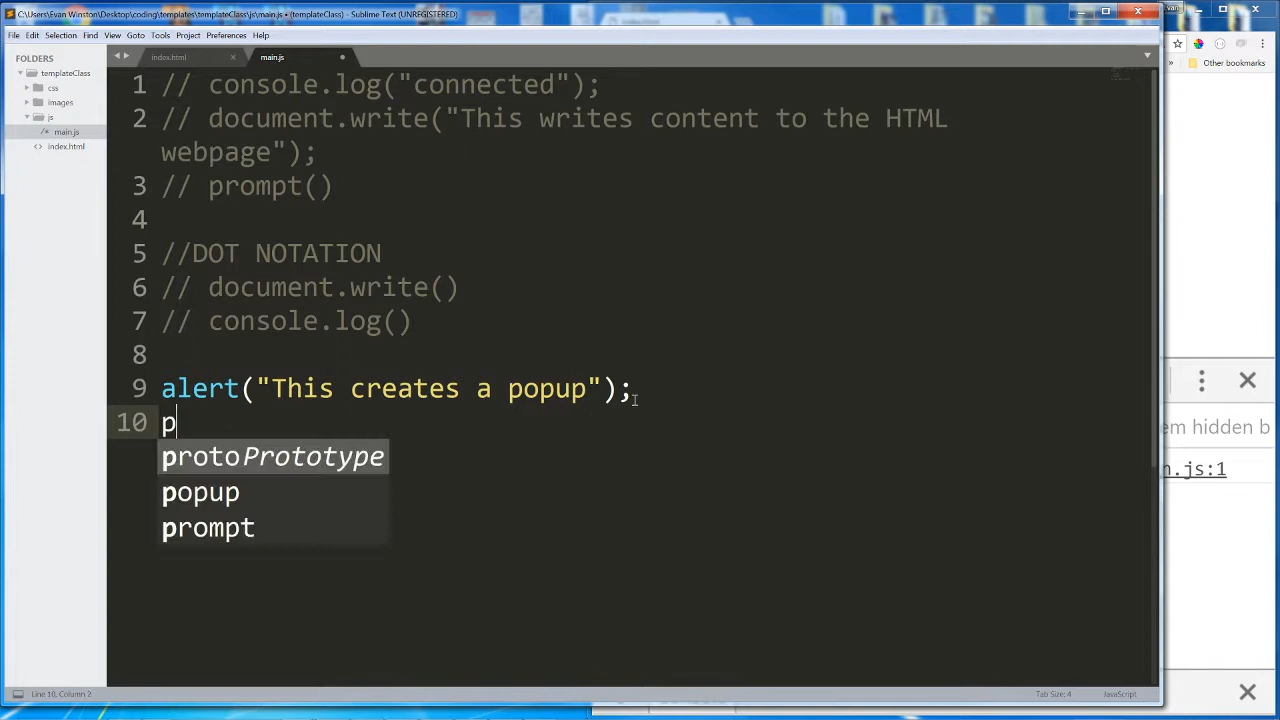 C:\Users\Evan Winston\Desktop\coding\templates\templateClass\js\main.js • (templateClass) - Sublime Text (UNREGISTERED)
File Edit Selection Find View Goto Tools Project Preferences Help
Other bookmarks
FOLDERS
templateClass
css
images
js
main.js
index.html
index.html
main.js
1 // console.log("connected");
2 // document.write("This writes content to the HTML
webpage");
3 // prompt()
4
5 //DOT NOTATION
6 // document.write()
7 // console.log()
8
9 alert("This creates a popup");
10 p
protoPrototype
popup
prompt
em hidden b
n.js:1
Line 10, Column 2
Tab Size: 4
JavaScript